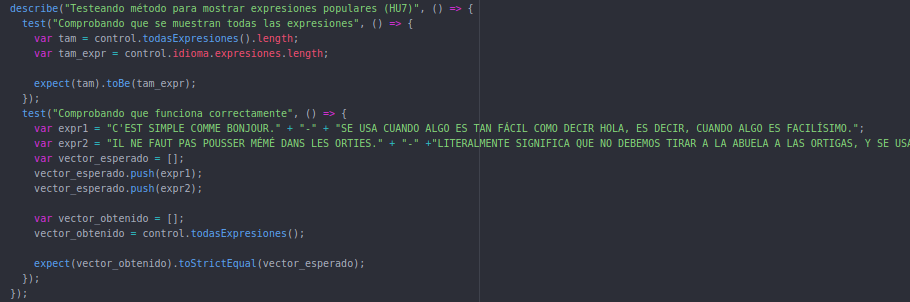 describe("Testeando método para mostrar expresiones populares (HU7)", () => {
  test("Comprobando que se muestran todas las expresiones", () => {
    var tam = control.todasExpresiones().length;
    var tam_expr = control.idioma.expresiones.length;

    expect(tam).toBe(tam_expr);
  });
  test("Comprobando que funciona correctamente", () => {
    var expr1 = "C'EST SIMPLE COMME BONJOUR." + "-" + "SE USA CUANDO ALGO ES TAN FÁCIL COMO DECIR HOLA, ES DECIR, CUANDO ALGO ES FACILÍSIMO.";
    var expr2 = "IL NE FAUT PAS POUSSER MÉMÉ DANS LES ORTIES." + "-" +"LITERALMENTE SIGNIFICA QUE NO DEBEMOS TIRAR A LA ABUELA A LAS ORTIGAS, Y SE USA
    var vector_esperado = [];
    vector_esperado.push(expr1);
    vector_esperado.push(expr2);

    var vector_obtenido = [];
    vector_obtenido = control.todasExpresiones();

    expect(vector_obtenido).toStrictEqual(vector_esperado);
  });
});